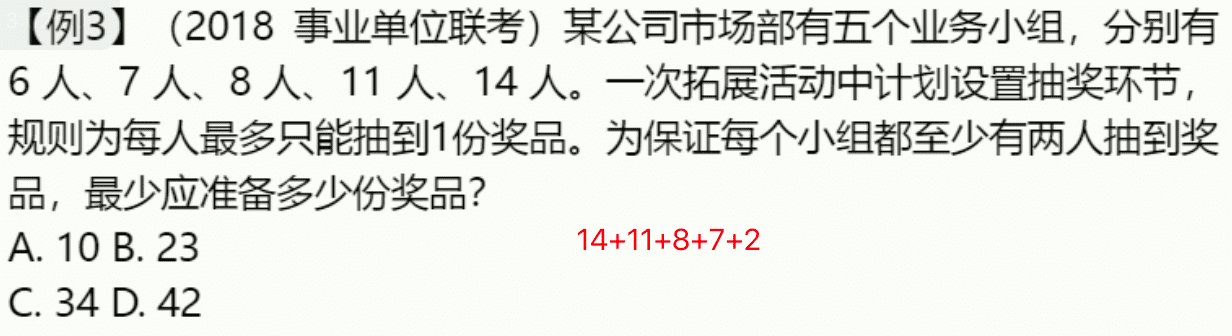 【例3】（2018 事业单位联考）某公司市场部有五个业务小组，分别有
6 人、7 人、8 人、11 人、14 人。一次拓展活动中计划设置抽奖环节，
规则为每人最多只能抽到1份奖品。为保证每个小组都至少有两人抽到奖
品，最少应准备多少份奖品？
A. 10 B. 23
14+11+8+7+2
C. 34 D. 42